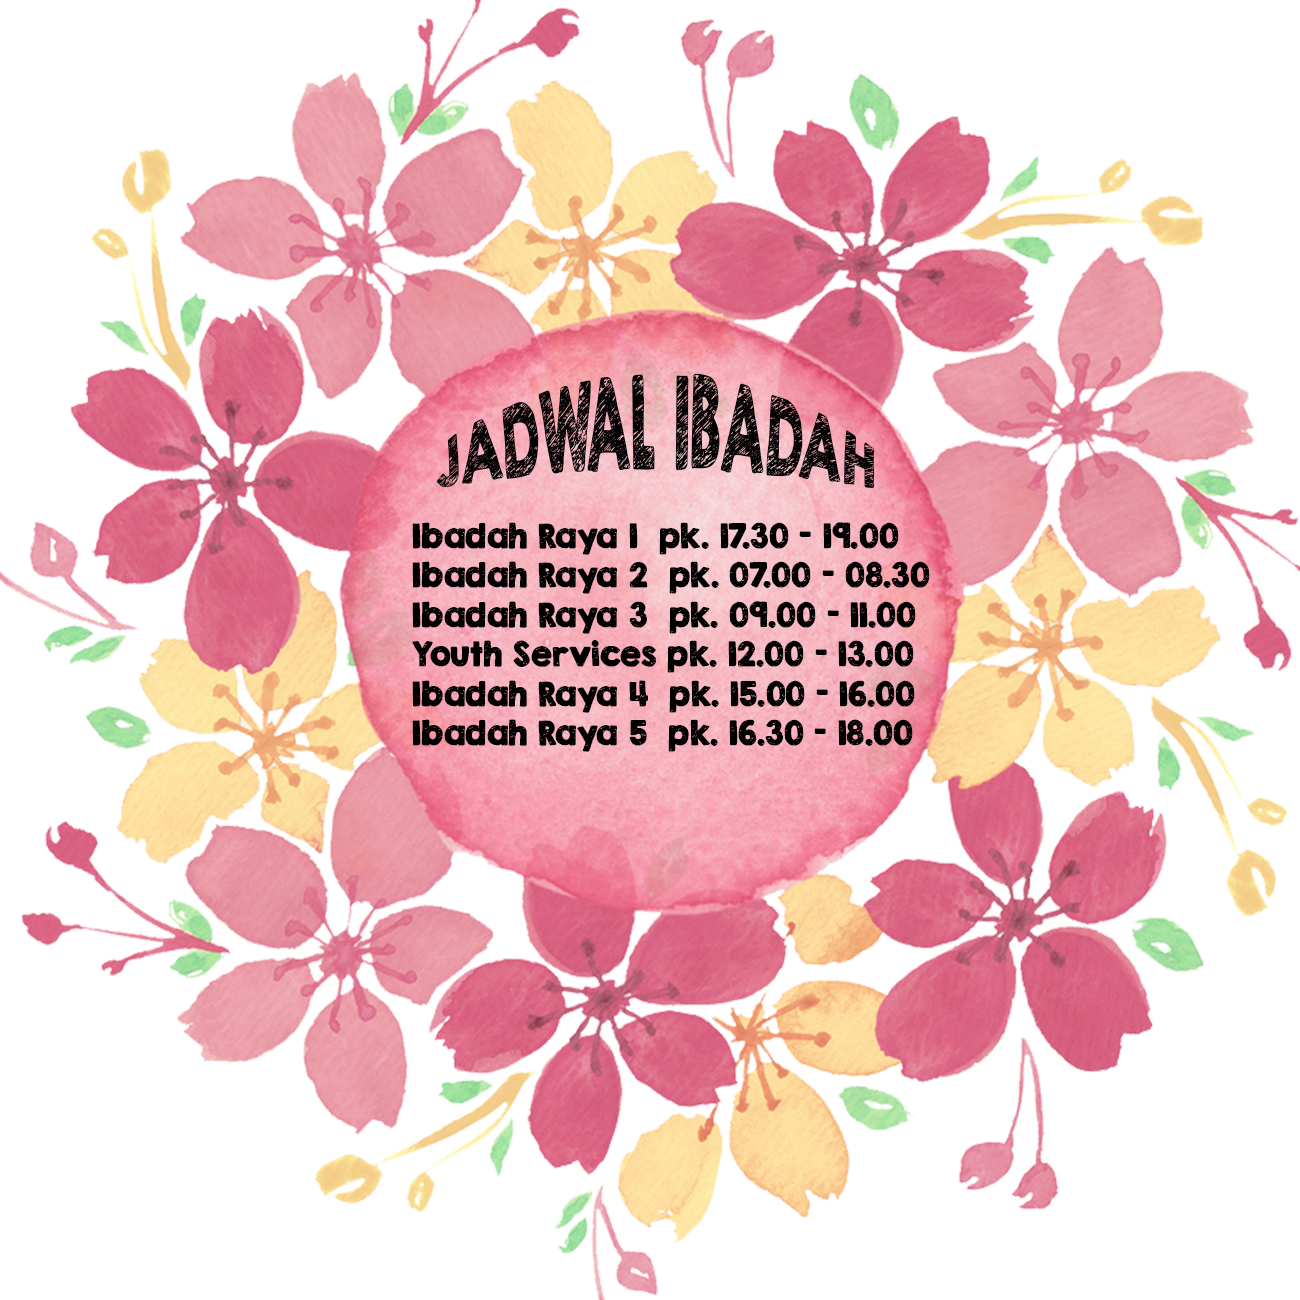 JADWAL IBADAH
Ibadah Raya 1 pk. 17.30 - 19.00
Ibadah Raya 2 pk. 07.00 - 08.30
Ibadah Raya 3 pk. 09.00 - 11.00
Youth Services pk. 12.00 - 13.00
Ibadah Raya 4 pk. 15.00 - 16.00
Ibadah Raya 5 pk. 16.30 - 18.00